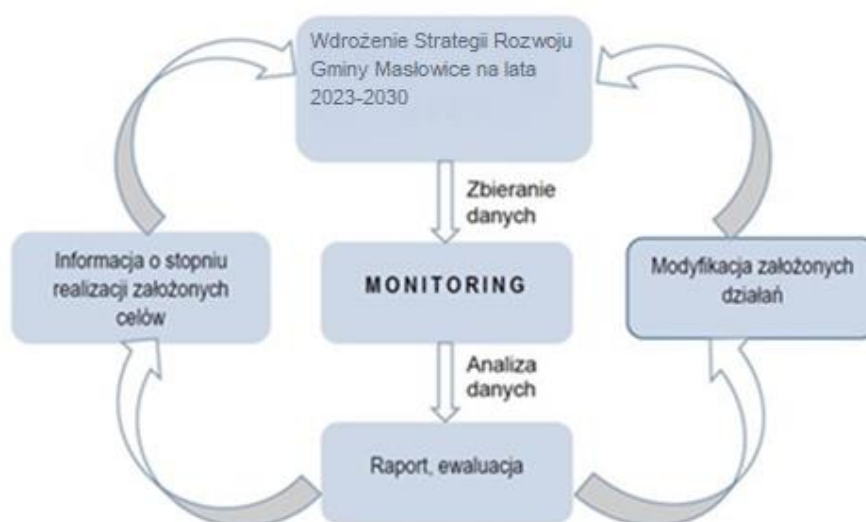 Wdrożenie Strategii Rozwoju
Gminy Masłowice na lata
2023-2030
Zbieranie
danych
Informacja o stopniu
realizacji założonych
celów
MONITORING
Modyfikacja założonych
działań
Analiza
danych
Raport, ewaluacja